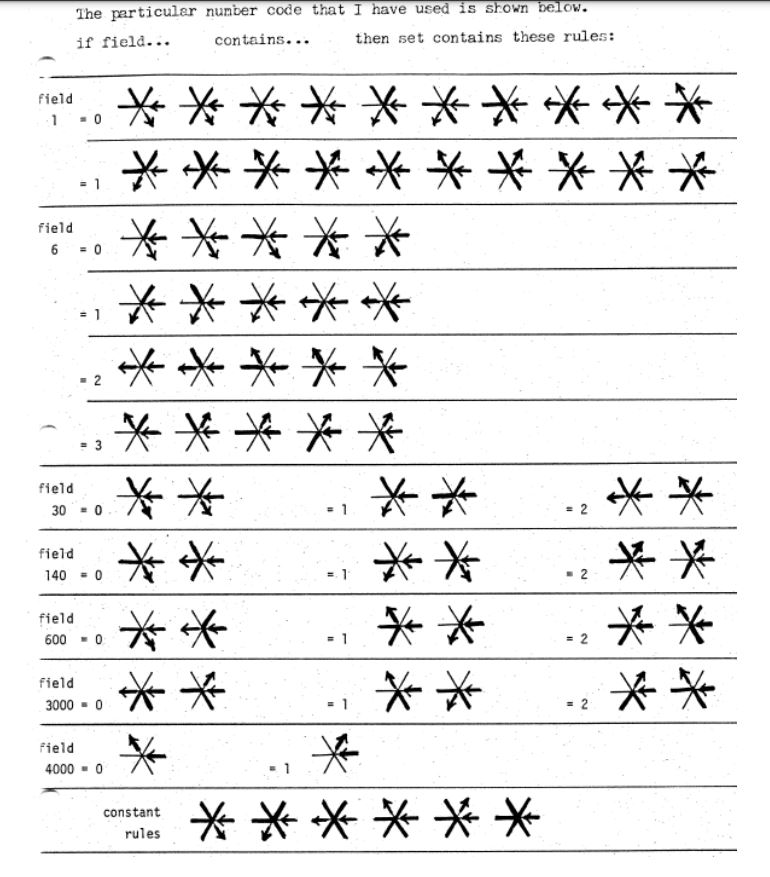 The particular number code that I have used is shown below.
if field... contains... then set contains these rules:
field
1 = 0
= 1
field
6 = 0
= 1
= 2
= 3
field
30 = 0 = 1 = 2
field
140 = 0 = 1 = 2
field
600 = 0 = 1 = 2
field
3000 = 0 = 1 = 2
field
4000 = 0 = 1
constant
rules